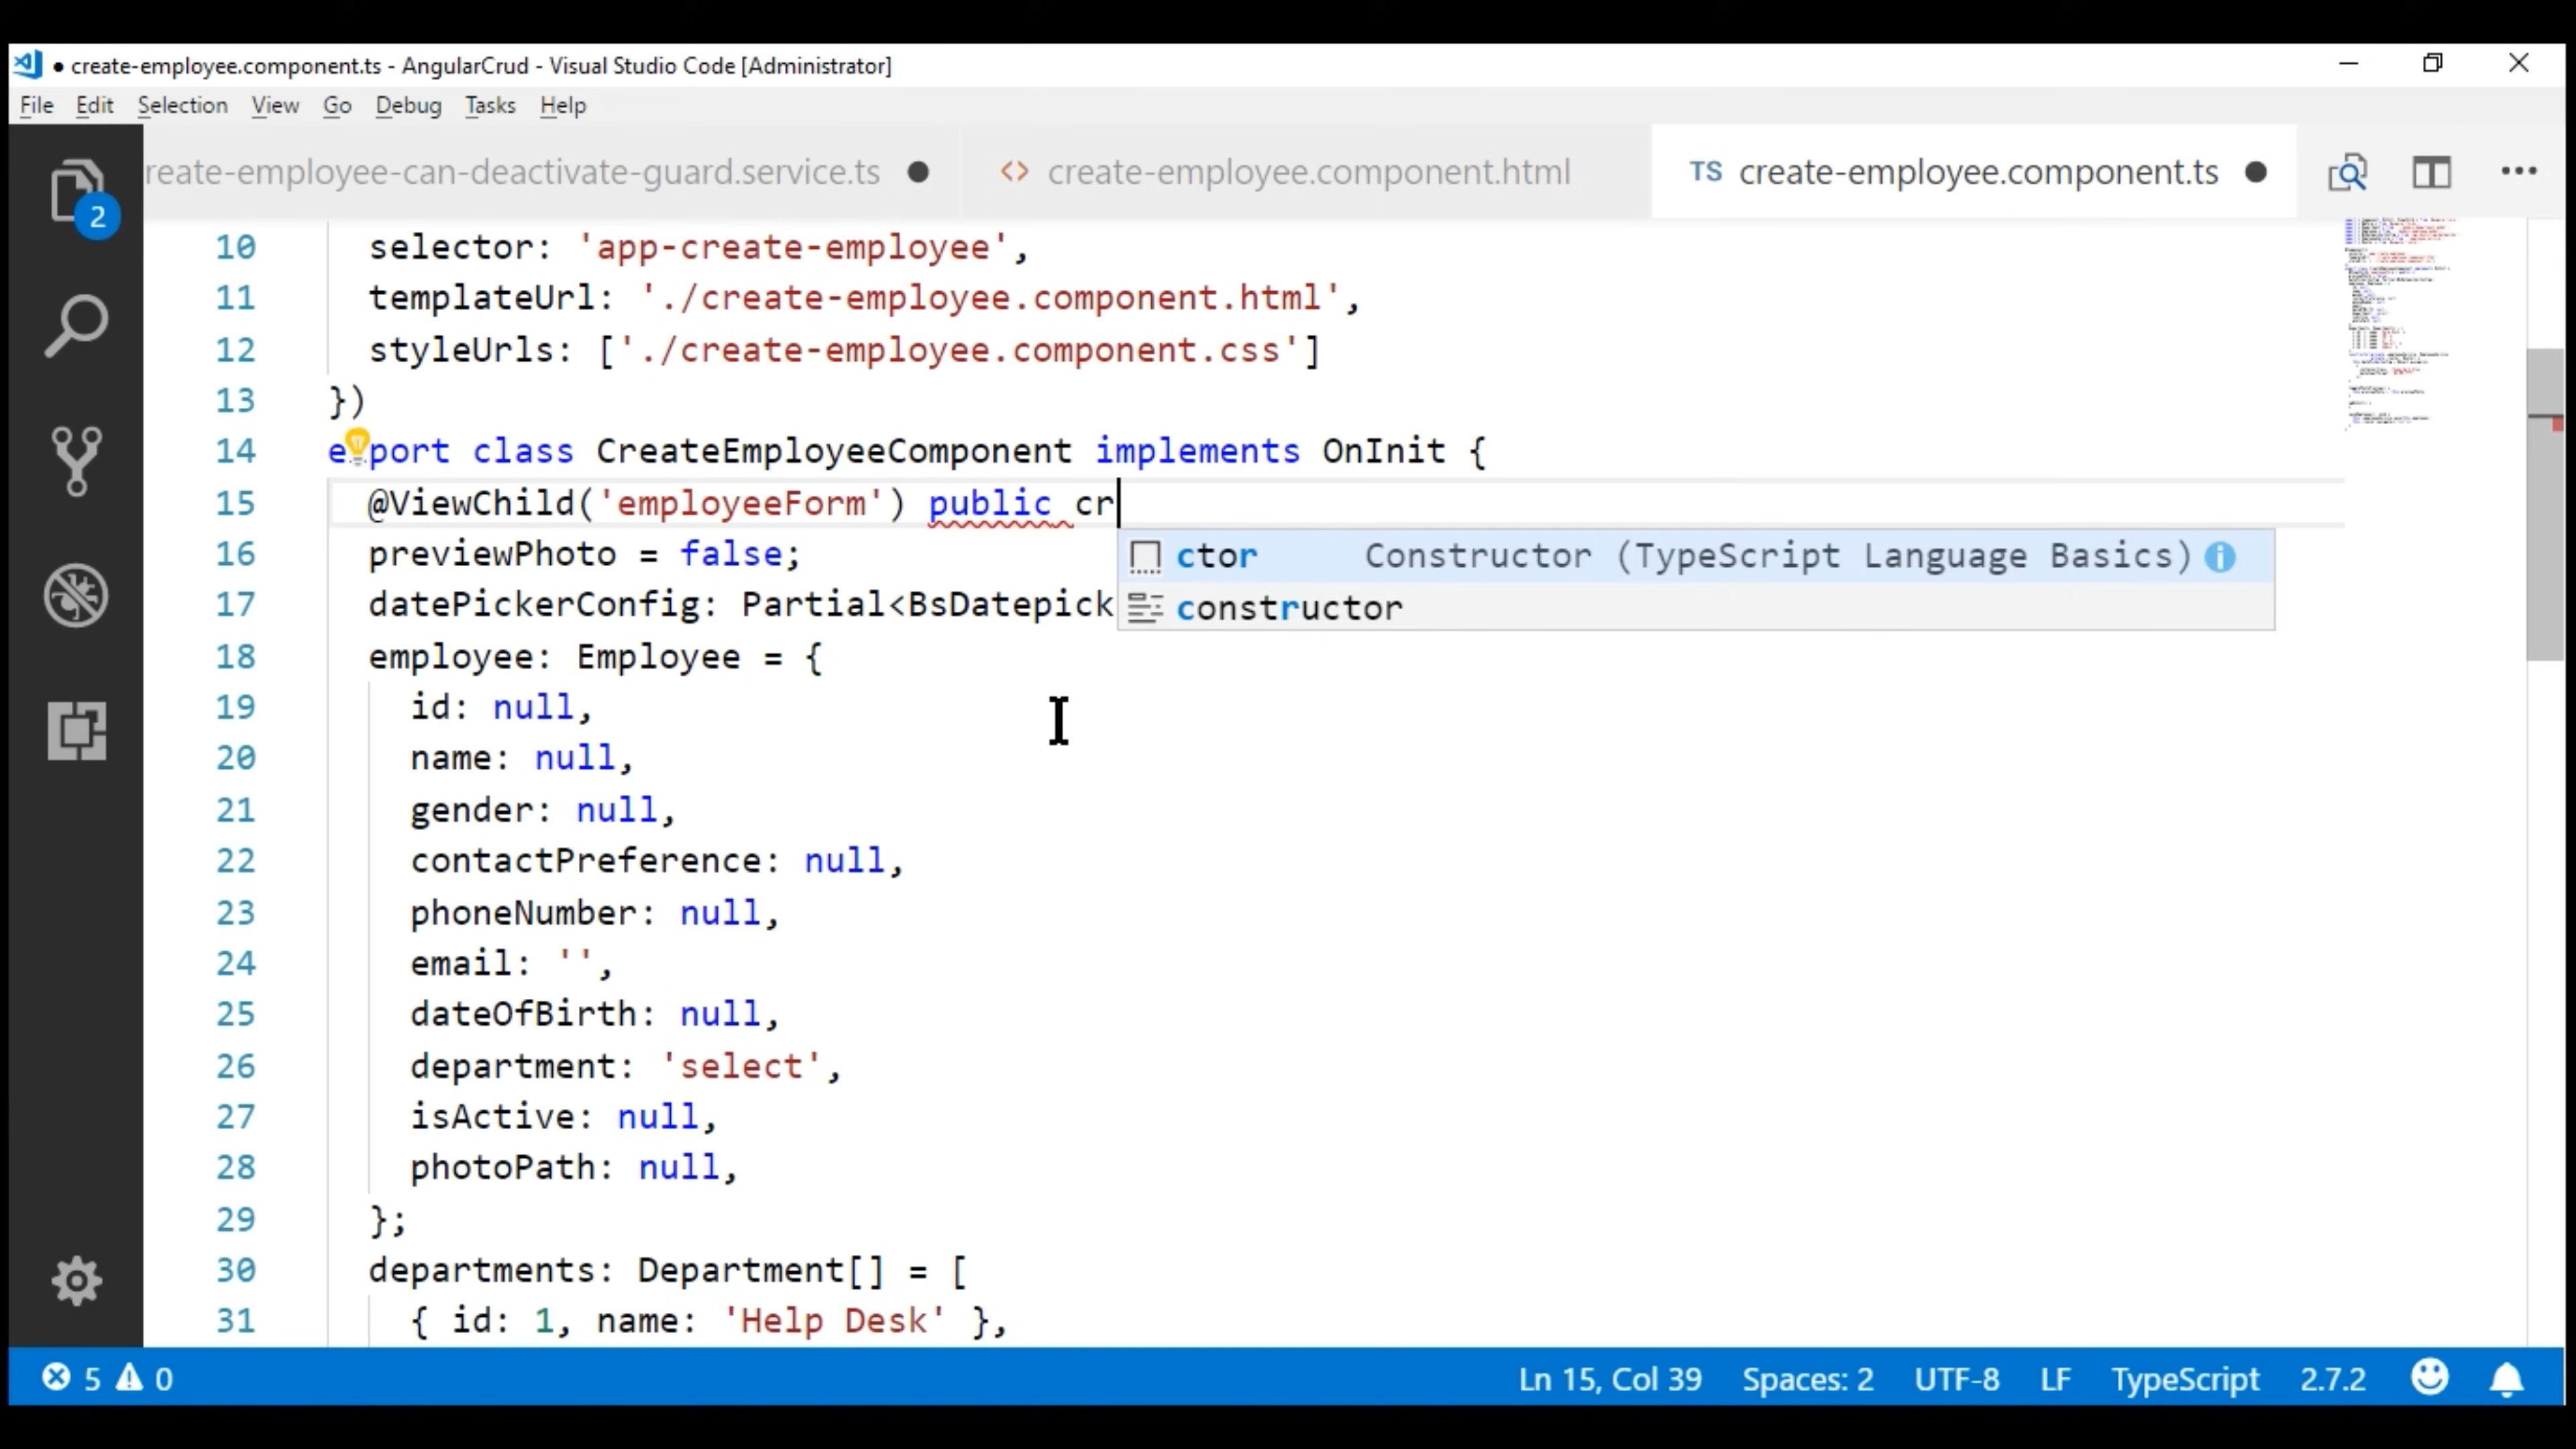 ● create-employee.component.ts - AngularCrud - Visual Studio Code [Administrator]
File Edit Selection View Go Debug Tasks Help
reate-employee-can-deactivate-guard.service.ts ● <> create-employee.component.html TS create-employee.component.ts ●
2
10 selector: 'app-create-employee',
11 templateUrl: './create-employee.component.html',
12 styleUrls: ['./create-employee.component.css']
13 })
14 export class CreateEmployeeComponent implements OnInit {
15 @ViewChild('employeeForm') public cr
ctor Constructor (TypeScript Language Basics)
constructor
16 previewPhoto = false;
17 datePickerConfig: Partial<BsDatepick
18 employee: Employee = {
19 id: null,
20 name: null,
21 gender: null,
22 contactPreference: null,
23 phoneNumber: null,
24 email: '',
25 dateOfBirth: null,
26 department: 'select',
27 isActive: null,
28 photoPath: null,
29 };
30 departments: Department[] = [
31 { id: 1, name: 'Help Desk' },
5 0 Ln 15, Col 39 Spaces: 2 UTF-8 LF TypeScript 2.7.2